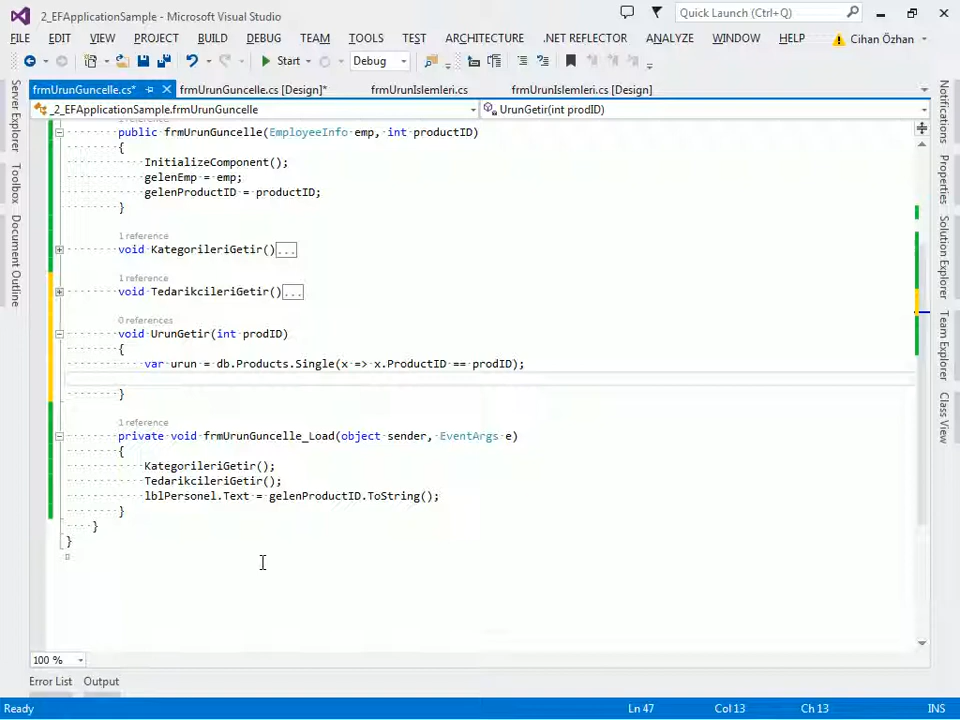 2_EFApplicationSample - Microsoft Visual Studio
Quick Launch (Ctrl+Q)
FILE EDIT VIEW PROJECT BUILD DEBUG TEAM TOOLS TEST ARCHITECTURE .NET REFLECTOR ANALYZE WINDOW HELP Cihan Özhan
Start Debug
frmUrunGuncelle.cs* frmUrunGuncelle.cs [Design]* frmUrunIslemleri.cs frmUrunIslemleri.cs [Design]
_2_EFApplicationSample.frmUrunGuncelle UrunGetir(int prodID)
Server Explorer
Toolbox
Document Outline
1 reference
public frmUrunGuncelle(EmployeeInfo emp, int productID)
{
InitializeComponent();
gelenEmp = emp;
gelenProductID = productID;
}
1 reference
void KategorileriGetir()...
1 reference
void TedarikcileriGetir()...
0 references
void UrunGetir(int prodID)
{
var urun = db.Products.Single(x => x.ProductID == prodID);
}
1 reference
private void frmUrunGuncelle_Load(object sender, EventArgs e)
{
KategorileriGetir();
TedarikcileriGetir();
lblPersonel.Text = gelenProductID.ToString();
}
}
}
Notifications
Properties
Solution Explorer
Team Explorer
Class View
100 %
Error List Output
Ready Ln 47 Col 13 Ch 13 INS